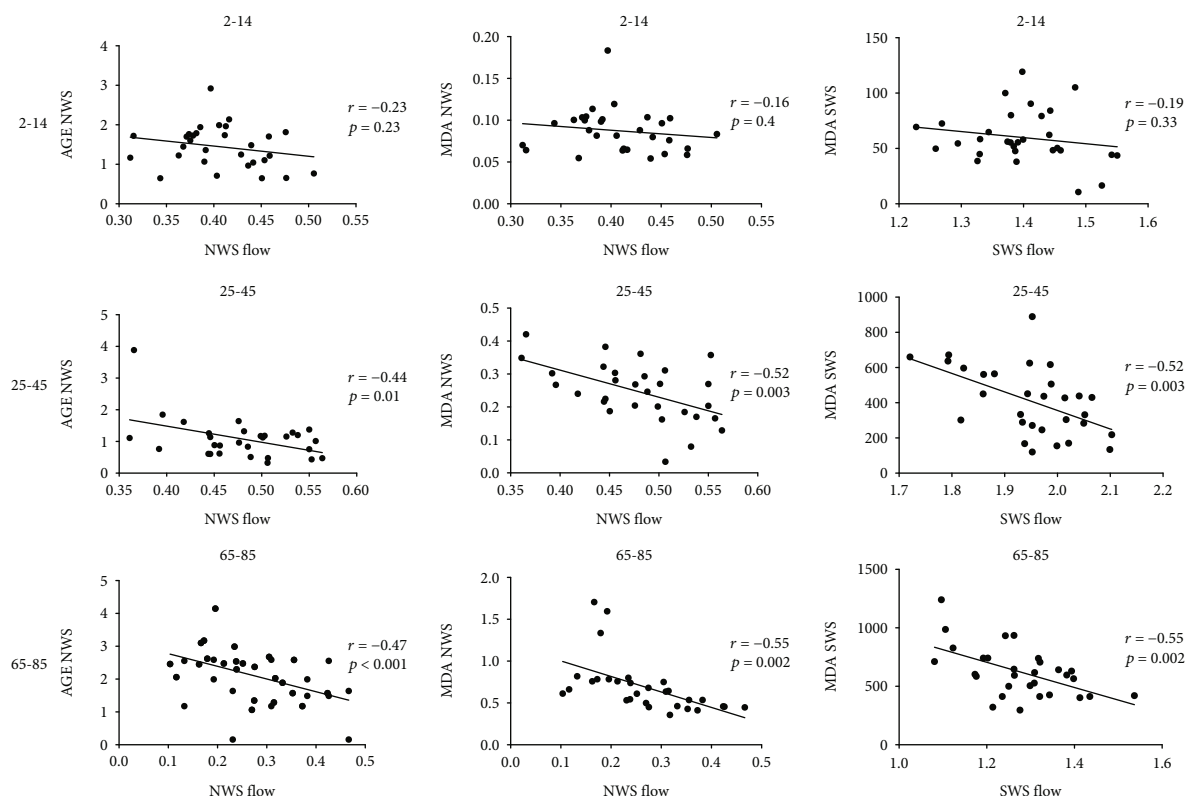 2-14
2-14
AGE NWS
4
3
2
1
0
0.30 0.35 0.40 0.45 0.50 0.55
NWS flow
r = −0.23
p = 0.23
2-14
MDA NWS
0.20
0.15
0.10
0.05
0.00
0.30 0.35 0.40 0.45 0.50 0.55
NWS flow
r = −0.16
p = 0.4
2-14
MDA SWS
150
100
50
0
1.2 1.3 1.4 1.5 1.6
SWS flow
r = −0.19
p = 0.33
25-45
25-45
AGE NWS
5
4
3
2
1
0
0.35 0.40 0.45 0.50 0.55 0.60
NWS flow
r = −0.44
p = 0.01
25-45
MDA NWS
0.5
0.4
0.3
0.2
0.1
0.0
0.35 0.40 0.45 0.50 0.55 0.60
NWS flow
r = −0.52
p = 0.003
25-45
MDA SWS
1000
800
600
400
200
0
1.7 1.8 1.9 2.0 2.1 2.2
SWS flow
r = −0.52
p = 0.003
65-85
65-85
AGE NWS
5
4
3
2
1
0
0.0 0.1 0.2 0.3 0.4 0.5
NWS flow
r = −0.47
p < 0.001
65-85
MDA NWS
2.0
1.5
1.0
0.5
0.0
0.0 0.1 0.2 0.3 0.4 0.5
NWS flow
r = −0.55
p = 0.002
65-85
MDA SWS
1500
1000
500
0
1.0 1.2 1.4 1.6
SWS flow
r = −0.55
p = 0.002